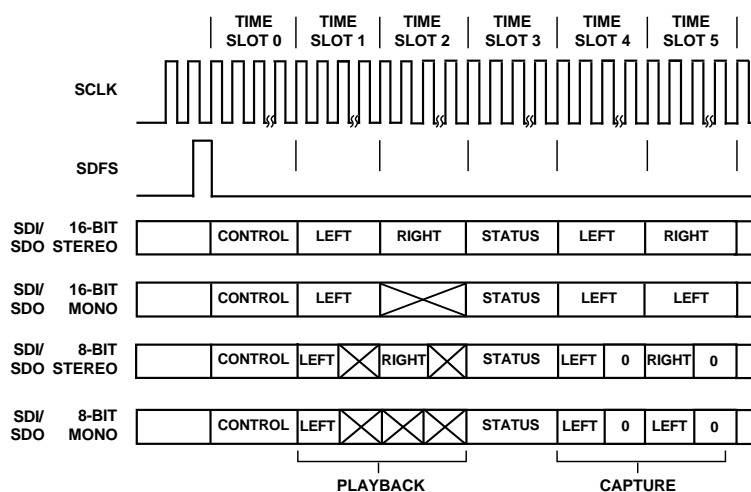 TIME SLOT 0 TIME SLOT 1 TIME SLOT 2 TIME SLOT 3 TIME SLOT 4 TIME SLOT 5
SCLK
SDFS
SDI/ 16-BIT
SDO STEREO
CONTROL LEFT RIGHT STATUS LEFT RIGHT
SDI/ 16-BIT
SDO MONO
CONTROL LEFT STATUS LEFT LEFT
SDI/ 8-BIT
SDO STEREO
CONTROL LEFT RIGHT STATUS LEFT 0 RIGHT 0
SDI/ 8-BIT
SDO MONO
CONTROL LEFT STATUS LEFT 0 LEFT 0
PLAYBACK CAPTURE